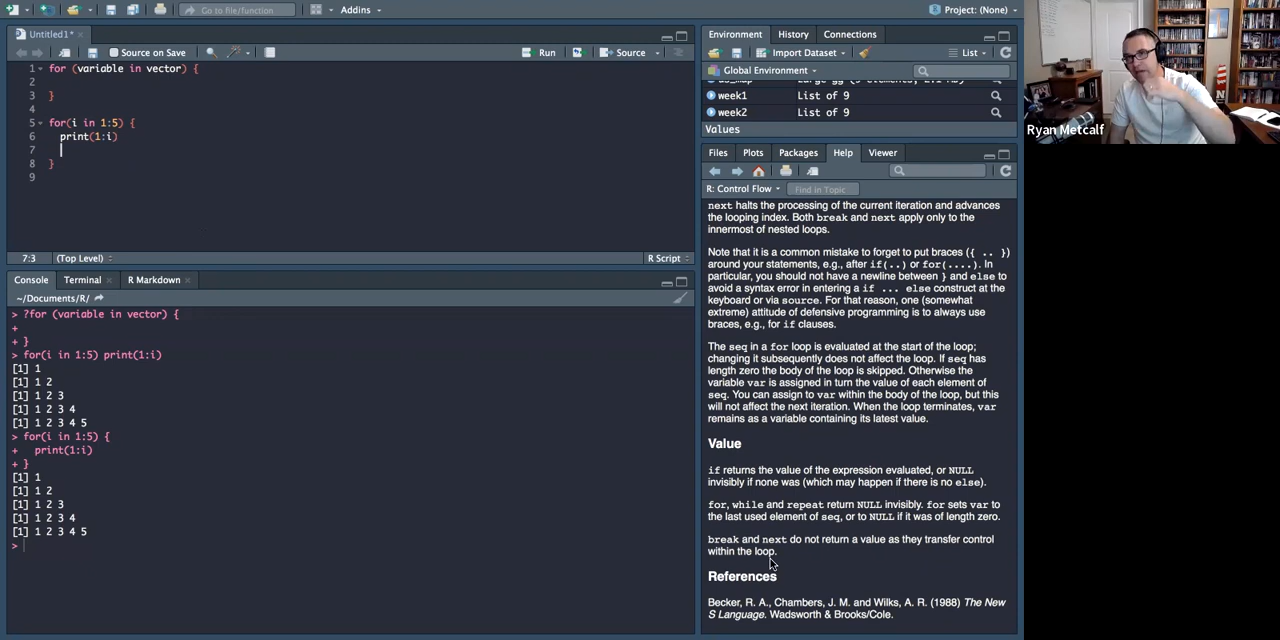 Go to file/function
Addins
Project: (None)
Untitled1*
Source on Save
Run
Source
1 for (variable in vector) {
2
3 }
4
5 for(i in 1:5) {
6 print(1:i)
7
8 }
9
7:3 (Top Level) R Script
Console Terminal R Markdown
~/Documents/R/
> ?for (variable in vector) {
+
+ }
> for(i in 1:5) print(1:i)
[1] 1
[1] 1 2
[1] 1 2 3
[1] 1 2 3 4
[1] 1 2 3 4 5
> for(i in 1:5) {
+ print(1:i)
+ }
[1] 1
[1] 1 2
[1] 1 2 3
[1] 1 2 3 4
[1] 1 2 3 4 5
>
Environment History Connections
Import Dataset List
Global Environment
week1 List of 9
week2 List of 9
Values
Files Plots Packages Help Viewer
R: Control Flow Find in Topic
next halts the processing of the current iteration and advances
the looping index. Both break and next apply only to the
innermost of nested loops.
Note that it is a common mistake to forget to put braces ({ .. })
around your statements, e.g., after if(..) or for(....). In
particular, you should not have a newline between } and else to
avoid a syntax error in entering a if ... else construct at the
keyboard or via source. For that reason, one (somewhat
extreme) attitude of defensive programming is to always use
braces, e.g., for if clauses.
The seq in a for loop is evaluated at the start of the loop;
changing it subsequently does not affect the loop. If seq has
length zero the body of the loop is skipped. Otherwise the
variable var is assigned in turn the value of each element of
seq. You can assign to var within the body of the loop, but this
will not affect the next iteration. When the loop terminates, var
remains as a variable containing its latest value.
Value
if returns the value of the expression evaluated, or NULL
invisibly if none was (which may happen if there is no else).
for, while and repeat return NULL invisibly. for sets var to
the last used element of seq, or to NULL if it was of length zero.
break and next do not return a value as they transfer control
within the loop.
References
Becker, R. A., Chambers, J. M. and Wilks, A. R. (1988) The New
S Language. Wadsworth & Brooks/Cole.
Ryan Metcalf